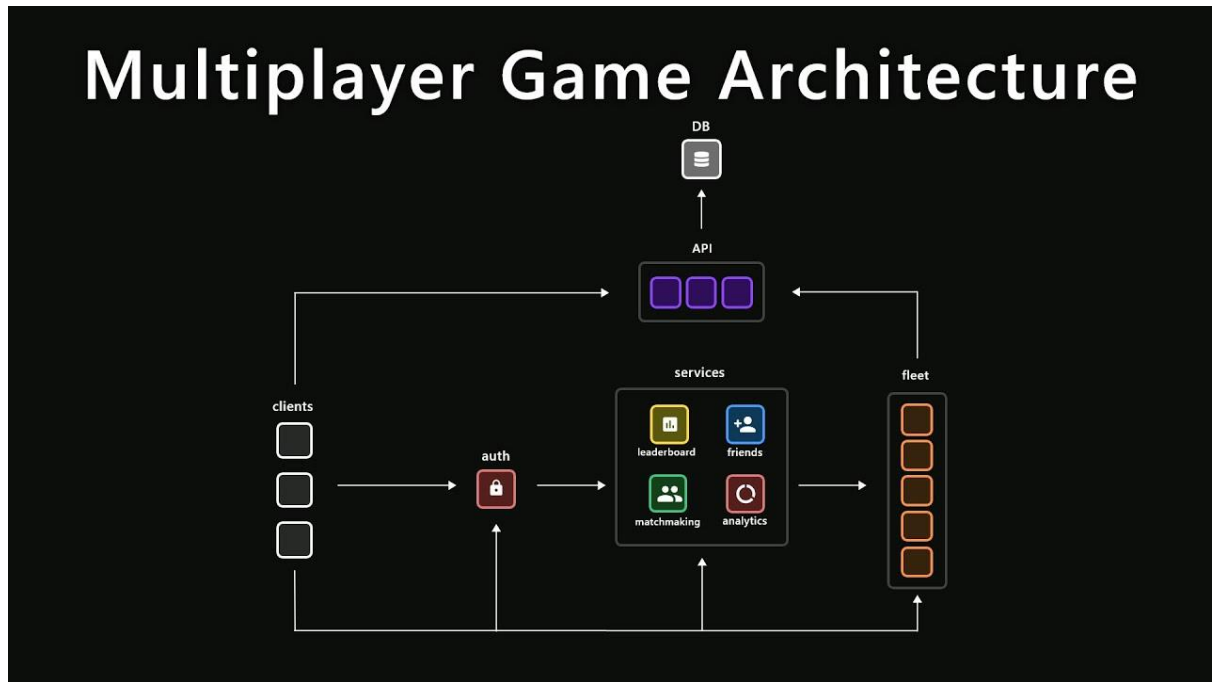 Multiplayer Game Architecture
DB
API
services
fleet
clients
leaderboard
friends
auth
matchmaking
analytics